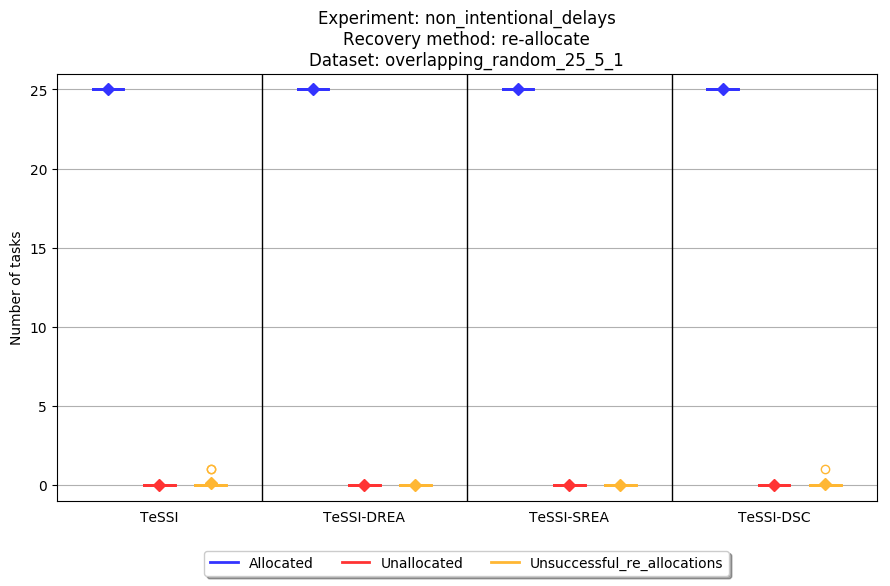 Experiment: non_intentional_delays
Recovery method: re-allocate
Dataset: overlapping_random_25_5_1
Number of tasks
25
20
15
10
5
0
TeSSI TeSSI-DREA TeSSI-SREA TeSSI-DSC
Allocated Unallocated Unsuccessful_re_allocations